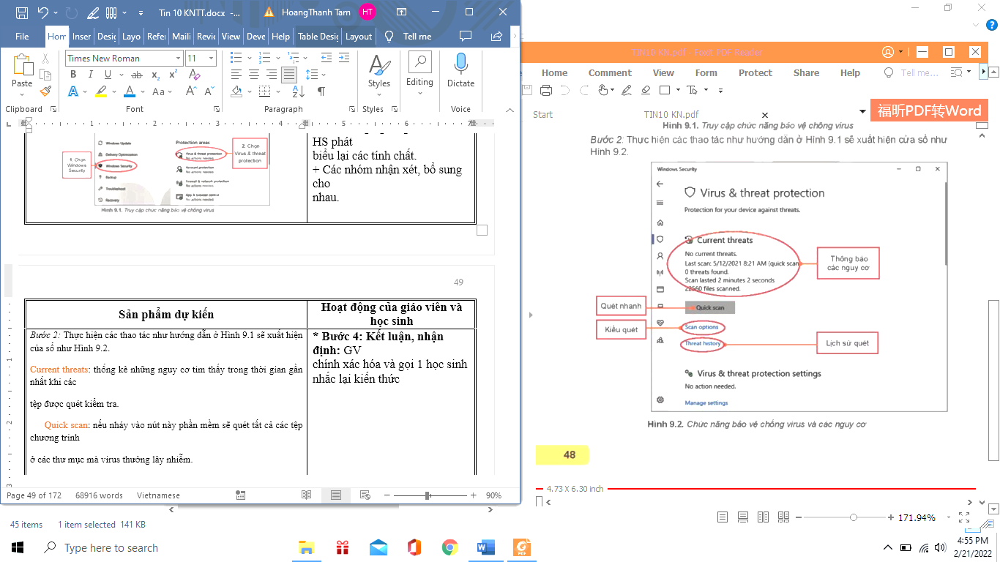 Tin 10 KNTT.docx -...
HoangThanh Tam
HT
File
Hom
Inser
Desig
Layo
Refer
Maili
Revie
View
Deve
Help
Table Desig
Layout
Tell me
Paste
Clipboard
Times New Roman
11
Font
Paragraph
Styles
Styles
Editing
Dictate
Voice
1
2
3
4
5
6
7
Windows Update
Delivery Optimization
Windows Security
Backup
Troubleshoot
Recovery
1. Chọn
Windows
Security
Protection areas
Virus & threat protection
No actions needed.
Account protection
No actions needed.
Firewall & network protection
No actions needed.
App & browser control
No actions needed.
2. Chọn
Virus & threat
protection
Hình 9.1. Truy cập chức năng bảo vệ chống virus
HS phát
biểu lại các tính chất.
+ Các nhóm nhận xét, bổ sung
cho
nhau.
49
Sản phẩm dự kiến
Hoạt động của giáo viên và
học sinh
Bước 2: Thực hiện các thao tác như hướng dẫn ở Hình 9.1 sẽ xuất hiện
cửa sổ như Hình 9.2.
Current threats: thống kê những nguy cơ tìm thấy trong thời gian gần
nhất khi các
tệp được quét kiểm tra.
Quick scan: nếu nháy vào nút này phần mềm sẽ quét tất cả các tệp
chương trình
ở các thư mục mà virus thường lây nhiễm.
* Bước 4: Kết luận, nhận
định: GV
chính xác hóa và gọi 1 học sinh
nhắc lại kiến thức
Page 49 of 172
68916 words
Vietnamese
90%
45 items
1 item selected 141 KB
TIN10 KN.pdf - Foxit PDF Reader
Home
Comment
View
Form
Protect
Share
Help
Tell me...
Start
TIN10 KN.pdf
福昕PDF转Word
Hình 9.1. Truy cập chức năng bảo vệ chống virus
Bước 2: Thực hiện các thao tác như hướng dẫn ở Hình 9.1 sẽ xuất hiện cửa sổ như
Hình 9.2.
Windows Security
Virus & threat protection
Protection for your device against threats.
Current threats
No current threats.
Last scan: 5/12/2021 8:21 AM (quick scan
0 threats found.
Scan lasted 2 minutes 2 seconds
22560 files scanned.
Thông báo
các nguy cơ
Quét nhanh
Quick scan
Kiểu quét
Scan options
Threat history
Lịch sử quét
Virus & threat protection settings
No action needed.
Manage settings
Hình 9.2. Chức năng bảo vệ chống virus và các nguy cơ
48
4.73 X 6.30 inch
171.94%
Type here to search
4:55 PM
2/21/2022